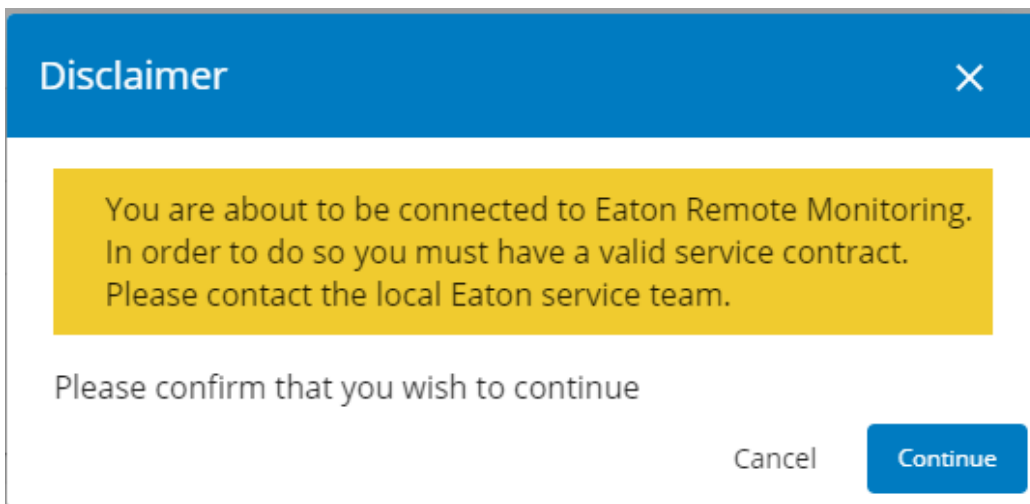 Disclaimer
You are about to be connected to Eaton Remote Monitoring.
In order to do so you must have a valid service contract.
Please contact the local Eaton service team.
Please confirm that you wish to continue
Cancel Continue